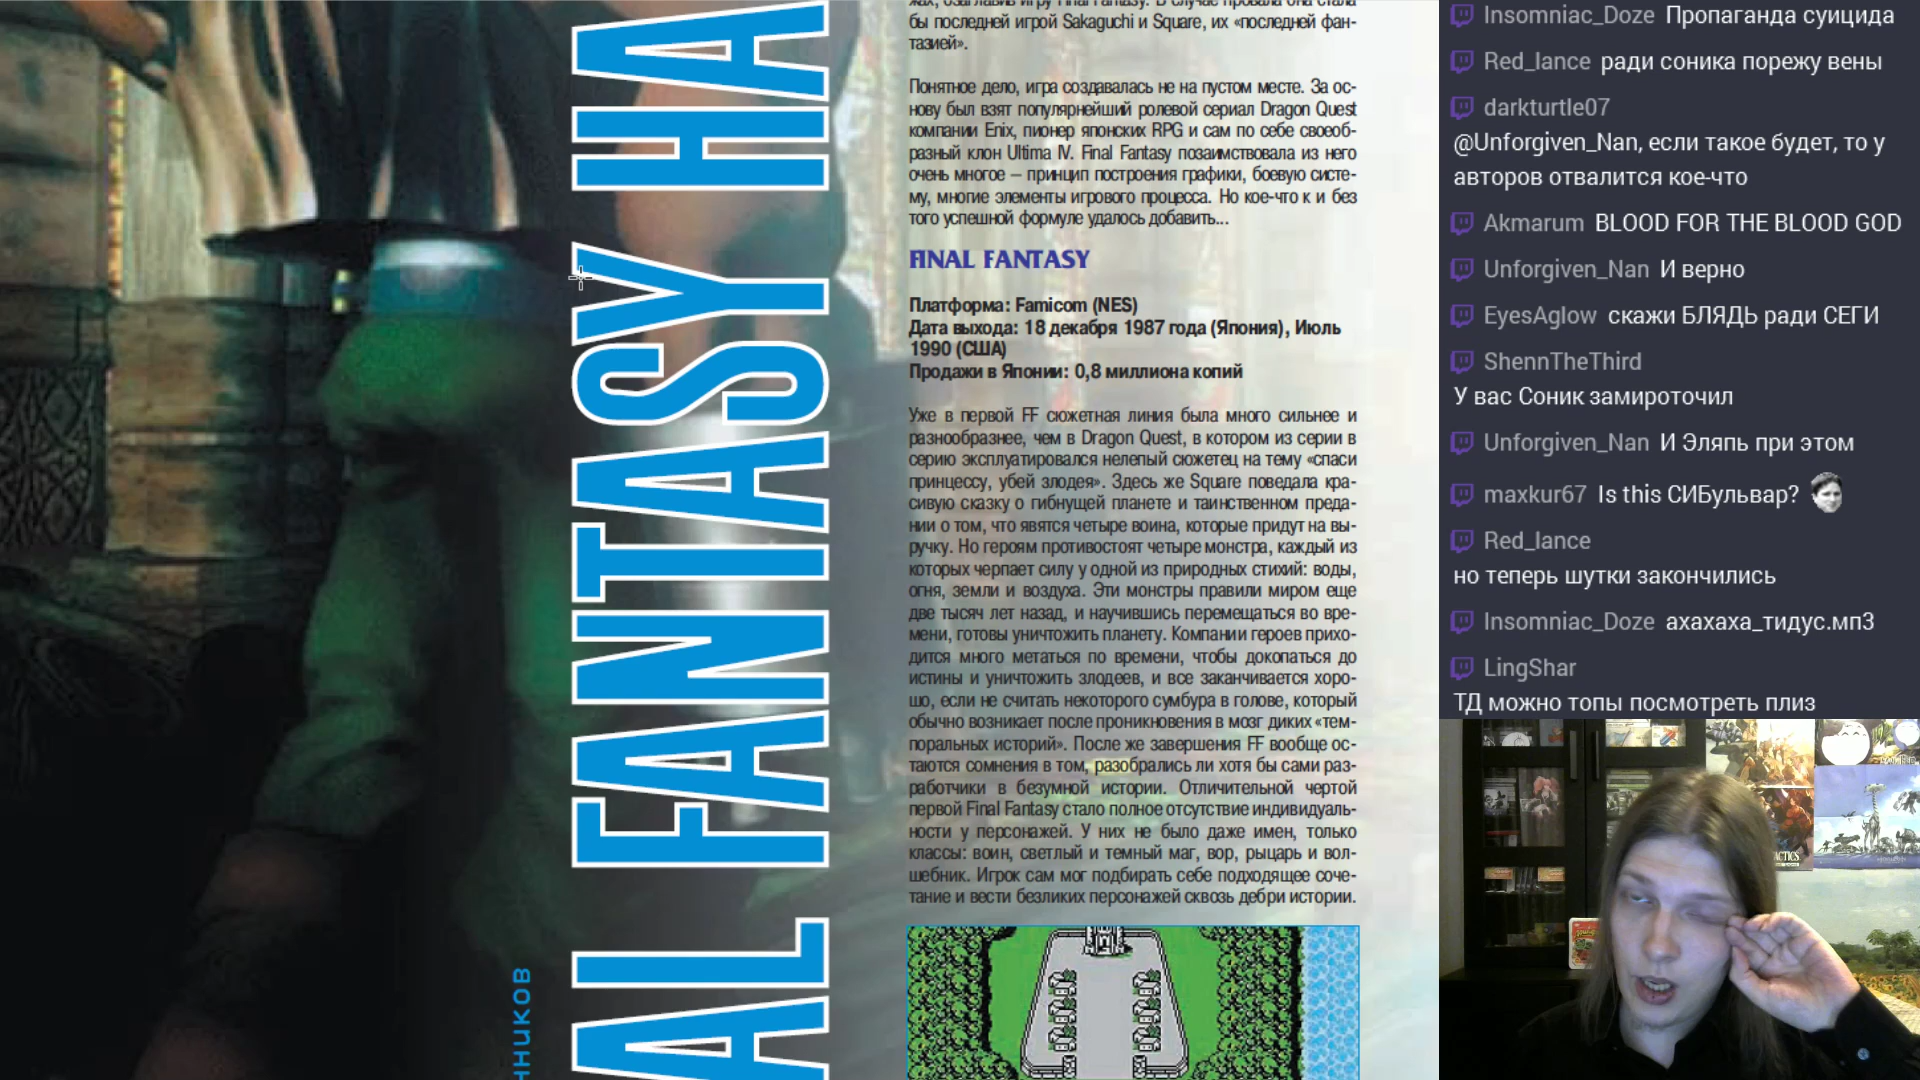 FINAL FANTASY НА
нников
жах, озаглавив игру Final Fantasy. В случае провала она стала
бы последней игрой Sakaguchi и Square, их «последней фан-
тазией».
Понятное дело, игра создавалась не на пустом месте. За ос-
нову был взят популярнейший ролевой сериал Dragon Quest
компании Enix, пионер японских RPG и сам по себе своеоб-
разный клон Ultima IV. Final Fantasy позаимствовала из него
очень многое – принцип построения графики, боевую систе-
му, многие элементы игрового процесса. Но кое-что к и без
того успешной формуле удалось добавить...
FINAL FANTASY
Платформа: Famicom (NES)
Дата выхода: 18 декабря 1987 года (Япония), Июль
1990 (США)
Продажи в Японии: 0,8 миллиона копий
Уже в первой FF сюжетная линия была много сильнее и
разнообразнее, чем в Dragon Quest, в котором из серии в
серию эксплуатировался нелепый сюжетец на тему «спаси
принцессу, убей злодея». Здесь же Square поведала кра-
сивую сказку о гибнущей планете и таинственном преда-
нии о том, что явятся четыре воина, которые придут на вы-
ручку. Но героям противостоят четыре монстра, каждый из
которых черпает силу у одной из природных стихий: воды,
огня, земли и воздуха. Эти монстры правили миром еще
две тысяч лет назад, и научившись перемещаться во вре-
мени, готовы уничтожить планету. Компании героев прихо-
дится много метаться по времени, чтобы докопаться до
истины и уничтожить злодеев, и все заканчивается хоро-
шо, если не считать некоторого сумбура в голове, который
обычно возникает после проникновения в мозг диких «тем-
поральных историй». После же завершения FF вообще ос-
таются сомнения в том, разобрались ли хотя бы сами раз-
работчики в безумной истории. Отличительной чертой
первой Final Fantasy стало полное отсутствие индивидуаль-
ности у персонажей. У них не было даже имен, только
классы: воин, светлый и темный маг, вор, рыцарь и вол-
шебник. Игрок сам мог подбирать себе подходящее соче-
тание и вести безликих персонажей сквозь дебри истории.
Insomniac_Doze Пропаганда суицида
Red_lance ради соника порежу вены
darkturtle07
@Unforgiven_Nan, если такое будет, то у
авторов отвалится кое-что
Akmarum BLOOD FOR THE BLOOD GOD
Unforgiven_Nan И верно
EyesAglow скажи БЛЯДЬ ради СЕГИ
ShennTheThird
У вас Соник замироточил
Unforgiven_Nan И Эляпь при этом
maxkur67 Is this СИБульвар?
Red_lance
но теперь шутки закончились
Insomniac_Doze ахахаха_тидус.мп3
LingShar
ТД можно топы посмотреть плиз